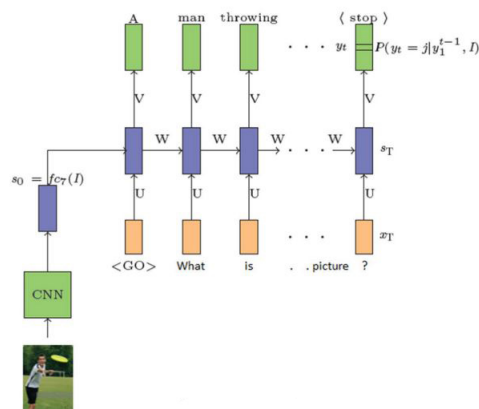 A man throwing ⟨ stop ⟩
· · · y_t P(y_t = j|y_1^{t-1}, I)
V V V V
W W W W
· · · s_T
s_0 = fc_7(I)
U U U U
· · · x_T
<GO> What is . . picture ?
CNN